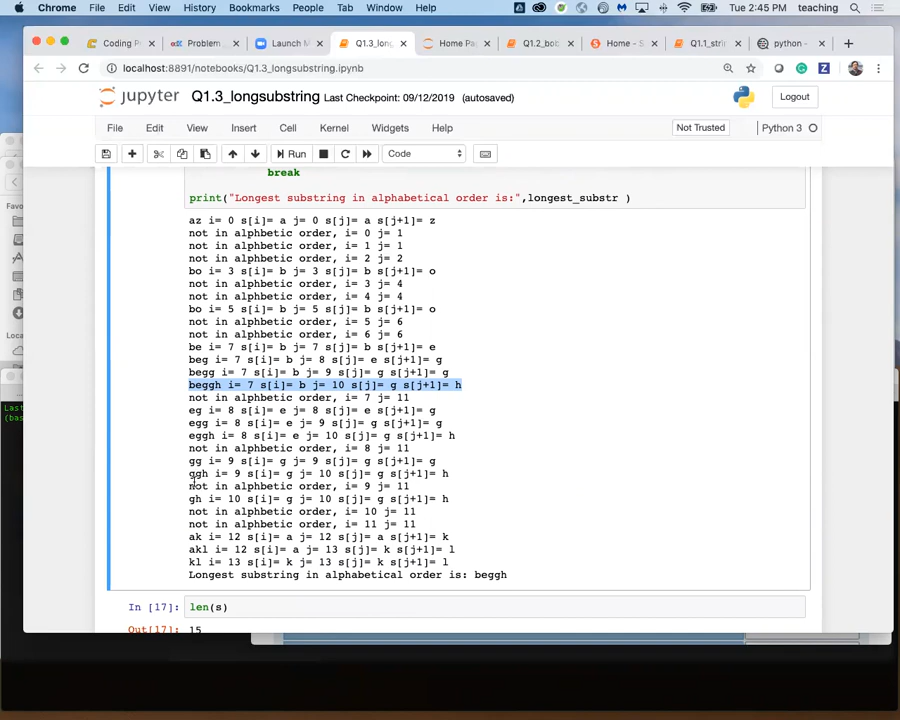 Chrome File Edit View History Bookmarks People Tab Window Help Tue 2:45 PM teaching
Coding P Problem Launch M Q1.3_long Home Pa Q1.2_bob Home - S Q1.1_stri python -
localhost:8891/notebooks/Q1.3_longsubstring.ipynb
jupyter Q1.3_longsubstring Last Checkpoint: 09/12/2019 (autosaved) Logout
File Edit View Insert Cell Kernel Widgets Help Not Trusted Python 3
Run Code
break
print("Longest substring in alphabetical order is:",longest_substr )
az i= 0 s[i]= a j= 0 s[j]= a s[j+1]= z
not in alphbetic order, i= 0 j= 1
not in alphbetic order, i= 1 j= 1
not in alphbetic order, i= 2 j= 2
bo i= 3 s[i]= b j= 3 s[j]= b s[j+1]= o
not in alphbetic order, i= 3 j= 4
not in alphbetic order, i= 4 j= 4
bo i= 5 s[i]= b j= 5 s[j]= b s[j+1]= o
not in alphbetic order, i= 5 j= 6
not in alphbetic order, i= 6 j= 6
be i= 7 s[i]= b j= 7 s[j]= b s[j+1]= e
beg i= 7 s[i]= b j= 8 s[j]= e s[j+1]= g
begg i= 7 s[i]= b j= 9 s[j]= g s[j+1]= g
beggh i= 7 s[i]= b j= 10 s[j]= g s[j+1]= h
not in alphbetic order, i= 7 j= 11
eg i= 8 s[i]= e j= 8 s[j]= e s[j+1]= g
egg i= 8 s[i]= e j= 9 s[j]= g s[j+1]= g
eggh i= 8 s[i]= e j= 10 s[j]= g s[j+1]= h
not in alphbetic order, i= 8 j= 11
gg i= 9 s[i]= g j= 9 s[j]= g s[j+1]= g
ggh i= 9 s[i]= g j= 10 s[j]= g s[j+1]= h
not in alphbetic order, i= 9 j= 11
gh i= 10 s[i]= g j= 10 s[j]= g s[j+1]= h
not in alphbetic order, i= 10 j= 11
not in alphbetic order, i= 11 j= 11
ak i= 12 s[i]= a j= 12 s[j]= a s[j+1]= k
akl i= 12 s[i]= a j= 13 s[j]= k s[j+1]= l
kl i= 13 s[i]= k j= 13 s[j]= k s[j+1]= l
Longest substring in alphabetical order is: beggh
In [17]: len(s)
Out[17]: 15
Favo
Loca
Last
(bas